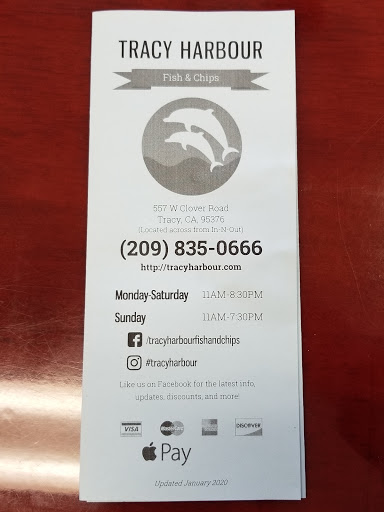 TRACY HARBOUR
Fish & Chips
557 W Clover Road
Tracy, CA, 95376
(Located across from In-N-Out)
(209) 835-0666
http://tracyharbour.com
Monday-Saturday 11AM-8:30PM
Sunday 11AM-7:30PM
/tracyharbourfishandchips
#tracyharbour
Like us on Facebook for the latest info,
updates, discounts, and more!
VISA MasterCard DISCOVER
Pay
Updated January 2020